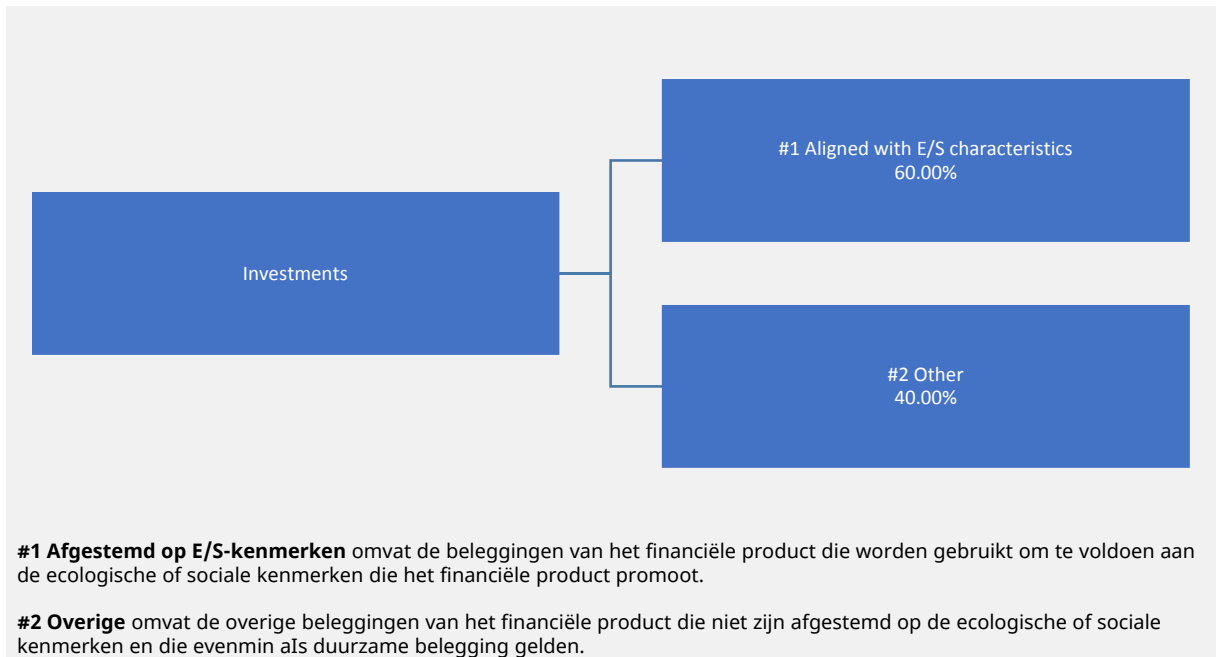 #1 Aligned with E/S characteristics
60.00%
Investments
#2 Other
40.00%
#1 Afgestemd op E/S-kenmerken omvat de beleggingen van het financiële product die worden gebruikt om te voldoen aan
de ecologische of sociale kenmerken die het financiële product promoot.
#2 Overige omvat de overige beleggingen van het financiële product die niet zijn afgestemd op de ecologische of sociale
kenmerken en die evenmin aIs duurzame belegging gelden.